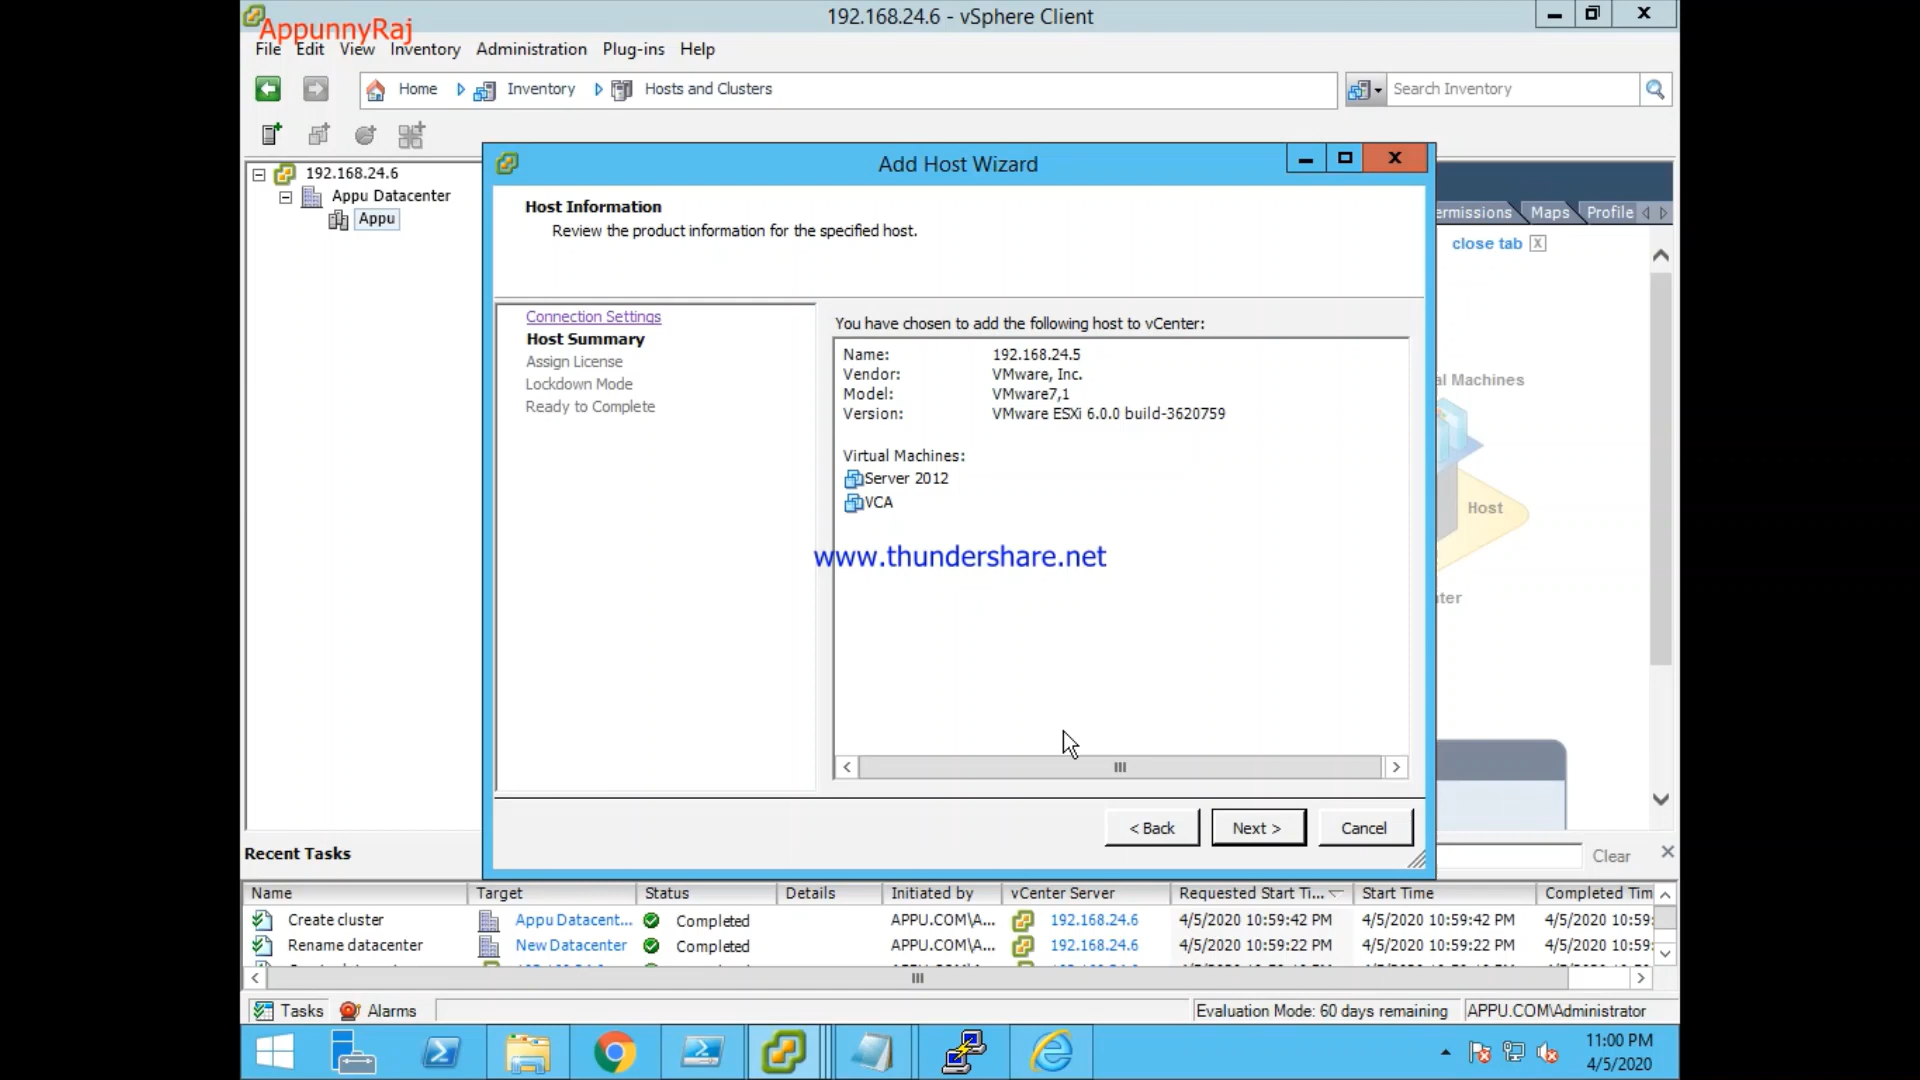 192.168.24.6 - vSphere Client
AppunnyRaj
File Edit View Inventory Administration Plug-ins Help
Home Inventory Hosts and Clusters
Search Inventory
192.168.24.6
Appu Datacenter
Appu
Add Host Wizard
Host Information
Review the product information for the specified host.
Connection Settings
Host Summary
Assign License
Lockdown Mode
Ready to Complete
You have chosen to add the following host to vCenter:
Name: 192.168.24.5
Vendor: VMware, Inc.
Model: VMware7,1
Version: VMware ESXi 6.0.0 build-3620759
Virtual Machines:
Server 2012
VCA
www.thundershare.net
< Back Next > Cancel
ermissions Maps Profile
close tab X
al Machines
Host
ter
Recent Tasks
Clear
Name Target Status Details Initiated by vCenter Server Requested Start Ti... Start Time Completed Tim
Create cluster Appu Datacent... Completed APPU.COM\A... 192.168.24.6 4/5/2020 10:59:42 PM 4/5/2020 10:59:42 PM 4/5/2020 10:59:
Rename datacenter New Datacenter Completed APPU.COM\A... 192.168.24.6 4/5/2020 10:59:22 PM 4/5/2020 10:59:22 PM 4/5/2020 10:59:
Tasks Alarms
Evaluation Mode: 60 days remaining APPU.COM\Administrator
11:00 PM
4/5/2020